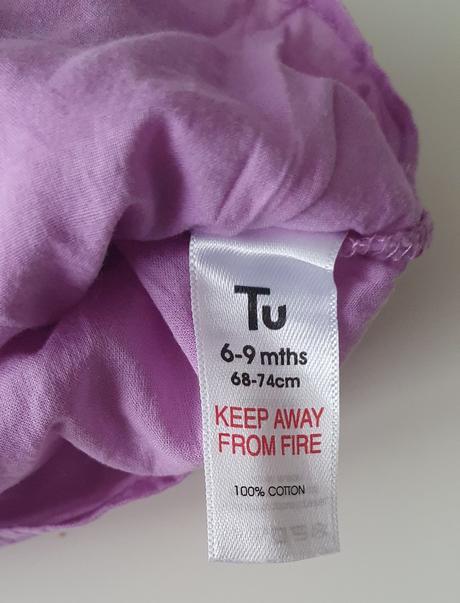 Tu
6-9 mths
68-74cm
KEEP AWAY
FROM FIRE
100% COTTON